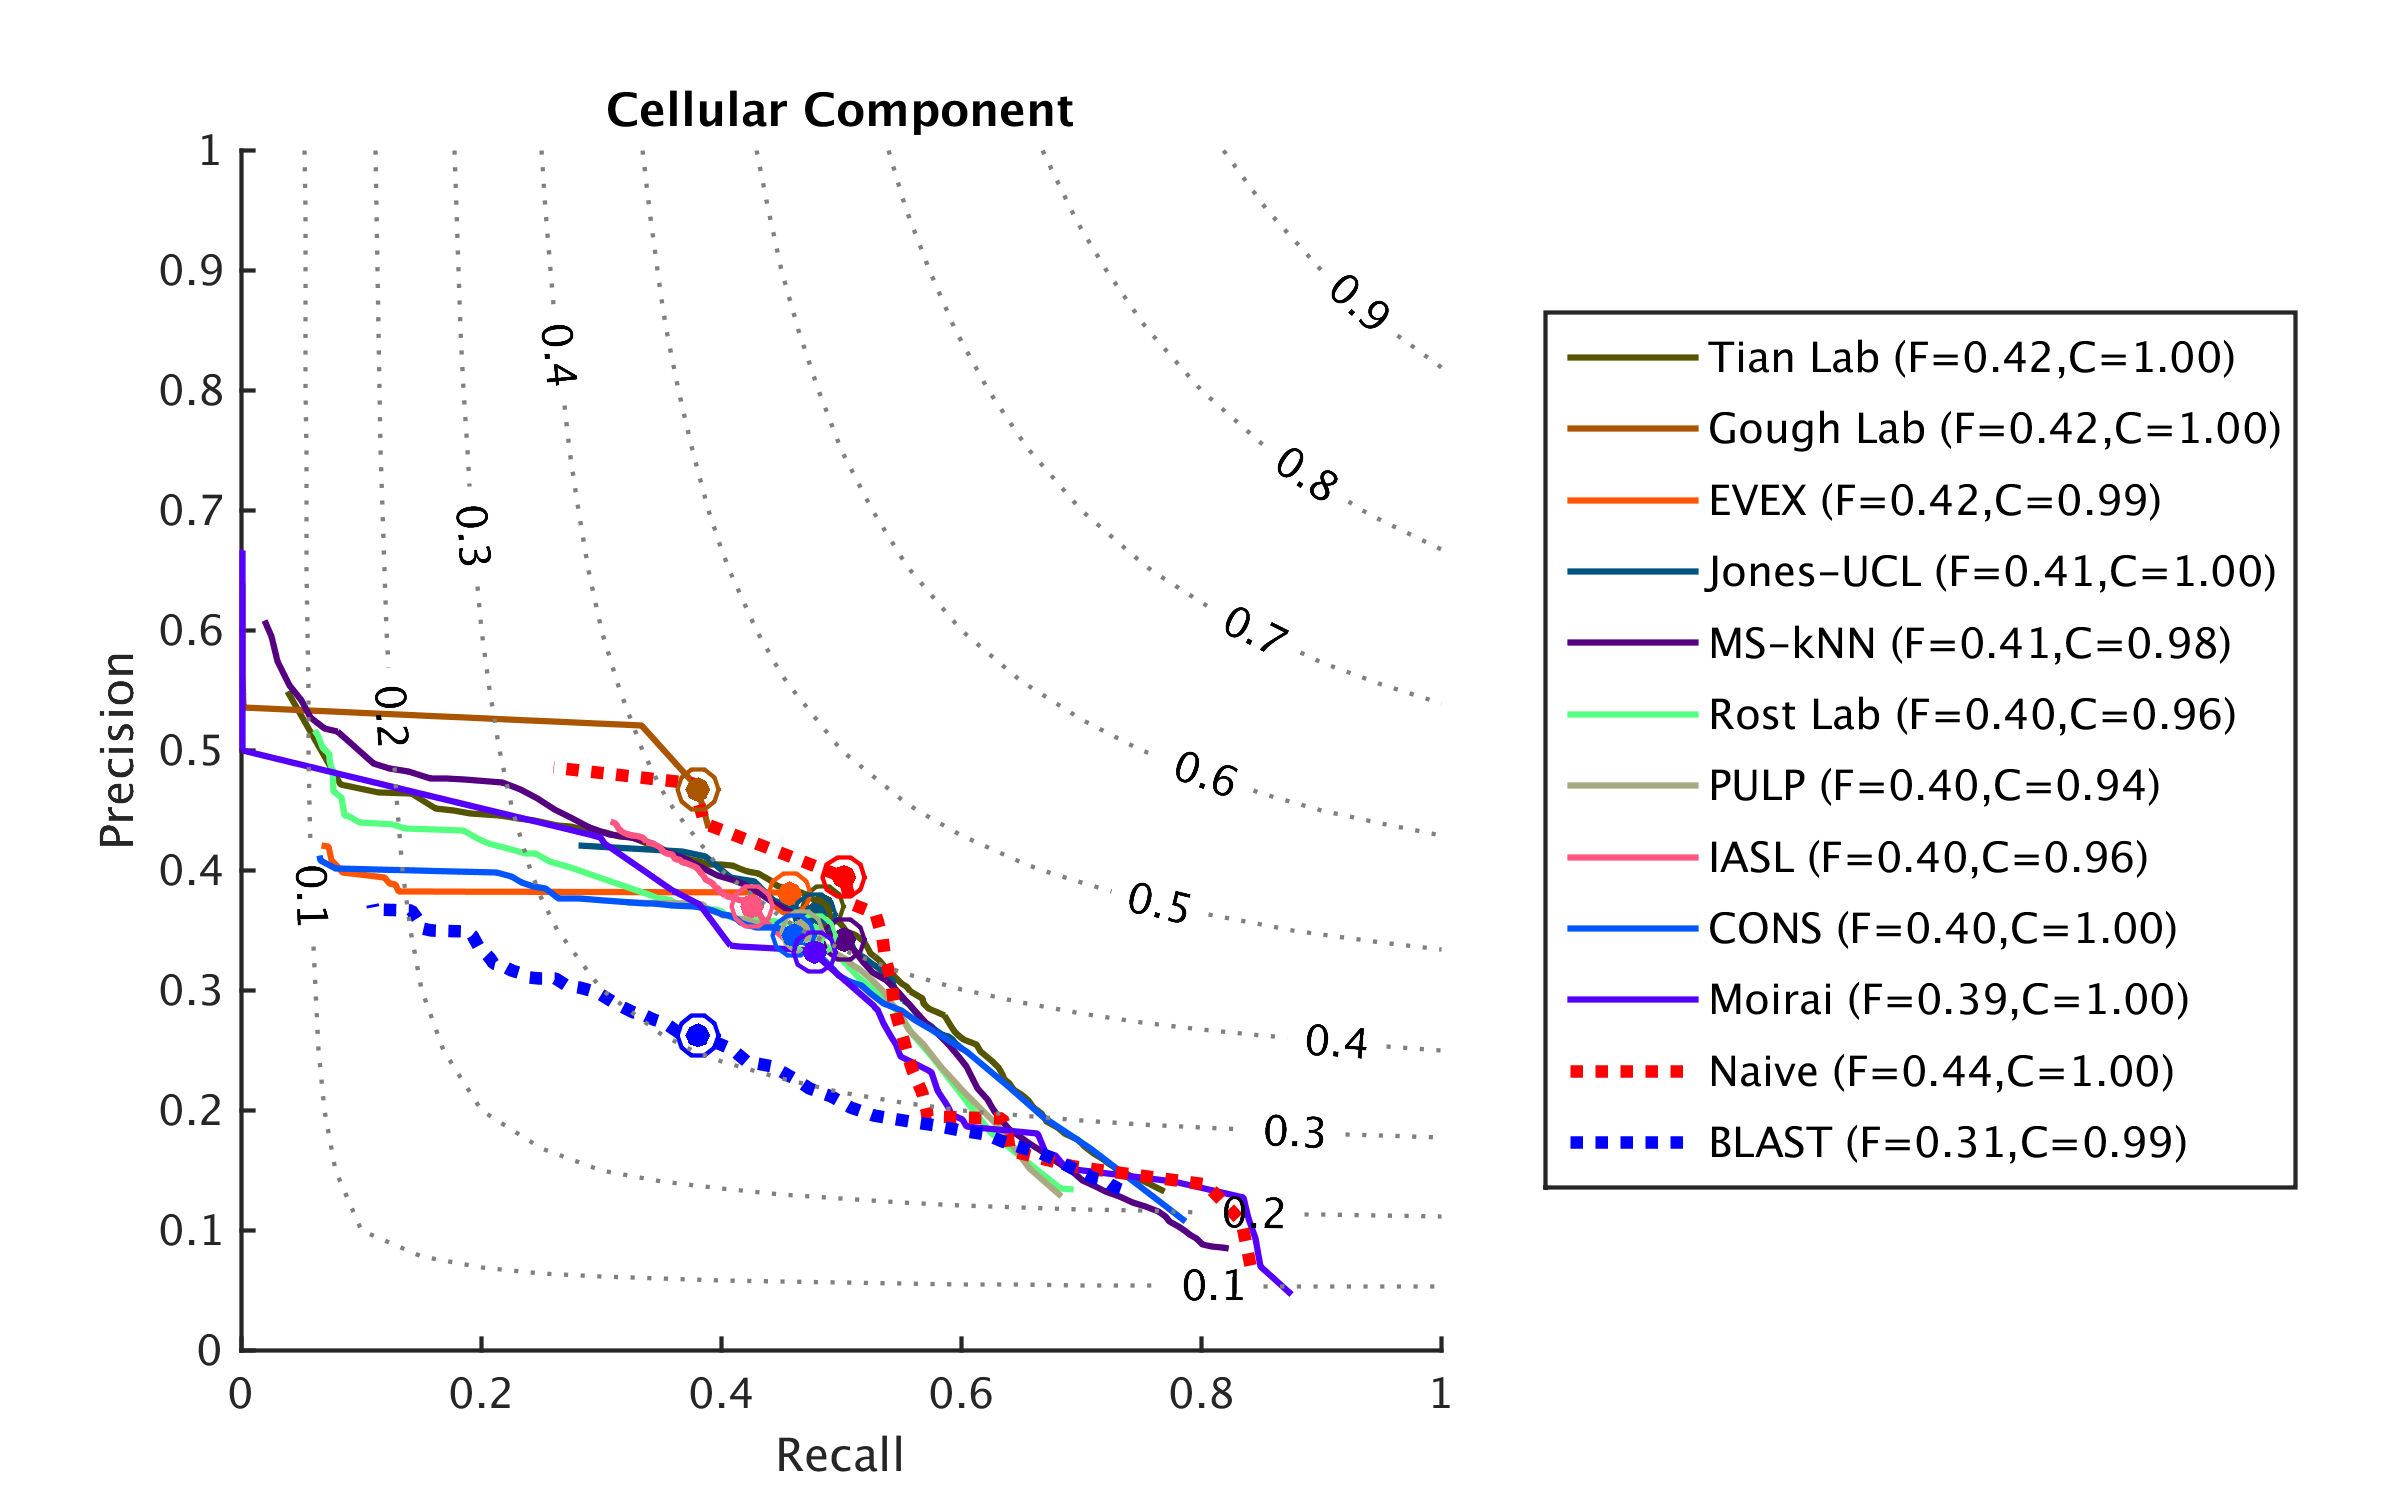 Cellular Component
1
0.9
0.8
0.7
0.6
0.5
0.4
0.3
0.2
0.1
0
0
0.2
0.4
0.6
0.8
1
Precision
Recall
0.1
0.2
0.3
0.4
0.9
0.8
0.7
0.6
0.5
0.4
0.3
0.2
0.1
Tian Lab (F=0.42,C=1.00)
Gough Lab (F=0.42,C=1.00)
EVEX (F=0.42,C=0.99)
Jones-UCL (F=0.41,C=1.00)
MS-kNN (F=0.41,C=0.98)
Rost Lab (F=0.40,C=0.96)
PULP (F=0.40,C=0.94)
IASL (F=0.40,C=0.96)
CONS (F=0.40,C=1.00)
Moirai (F=0.39,C=1.00)
Naive (F=0.44,C=1.00)
BLAST (F=0.31,C=0.99)